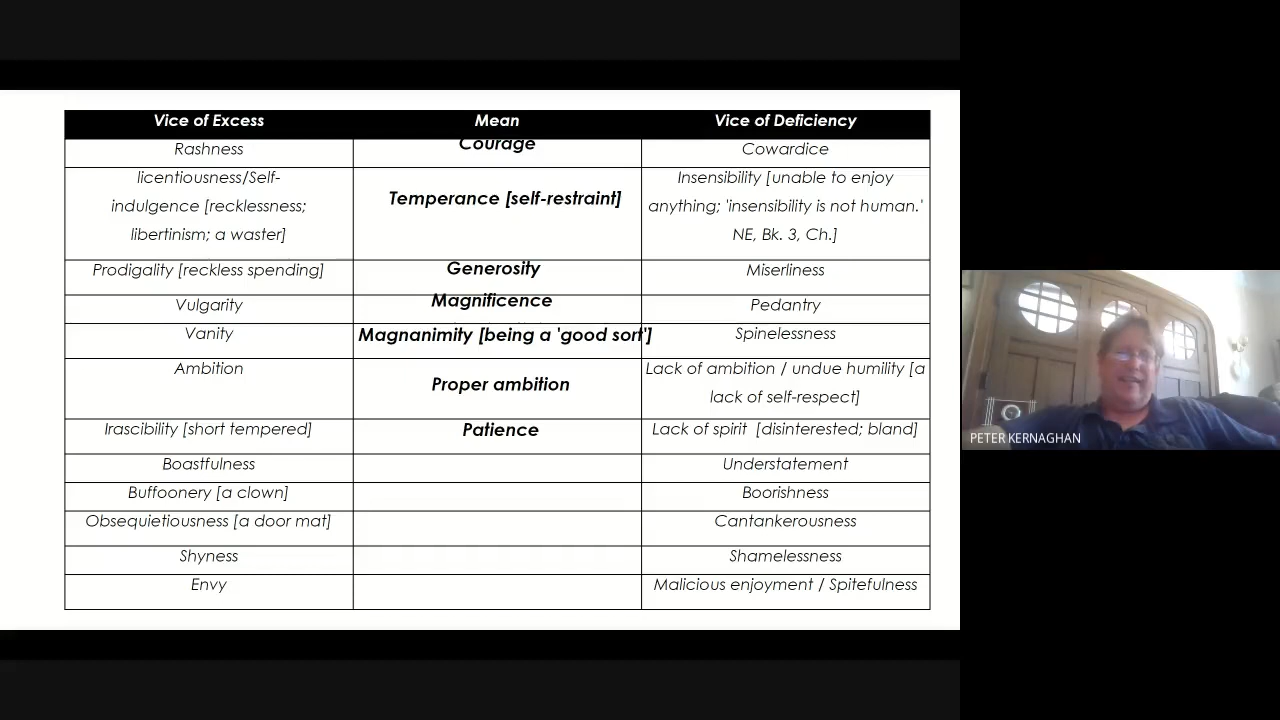 Vice of Excess Mean Vice of Deficiency
Rashness Courage Cowardice
licentiousness/Self-
indulgence [recklessness;
libertinism; a waster]
Temperance [self-restraint]
Insensibility [unable to enjoy
anything; 'insensibility is not human.'
NE, Bk. 3, Ch.]
Prodigality [reckless spending] Generosity Miserliness
Vulgarity Magnificence Pedantry
Vanity Magnanimity [being a 'good sort'] Spinelessness
Ambition Proper ambition Lack of ambition / undue humility [a
lack of self-respect]
Irascibility [short tempered] Patience Lack of spirit [disinterested; bland]
Boastfulness Understatement
Buffoonery [a clown] Boorishness
Obsequietiousness [a door mat] Cantankerousness
Shyness Shamelessness
Envy Malicious enjoyment / Spitefulness
PETER KERNAGHAN